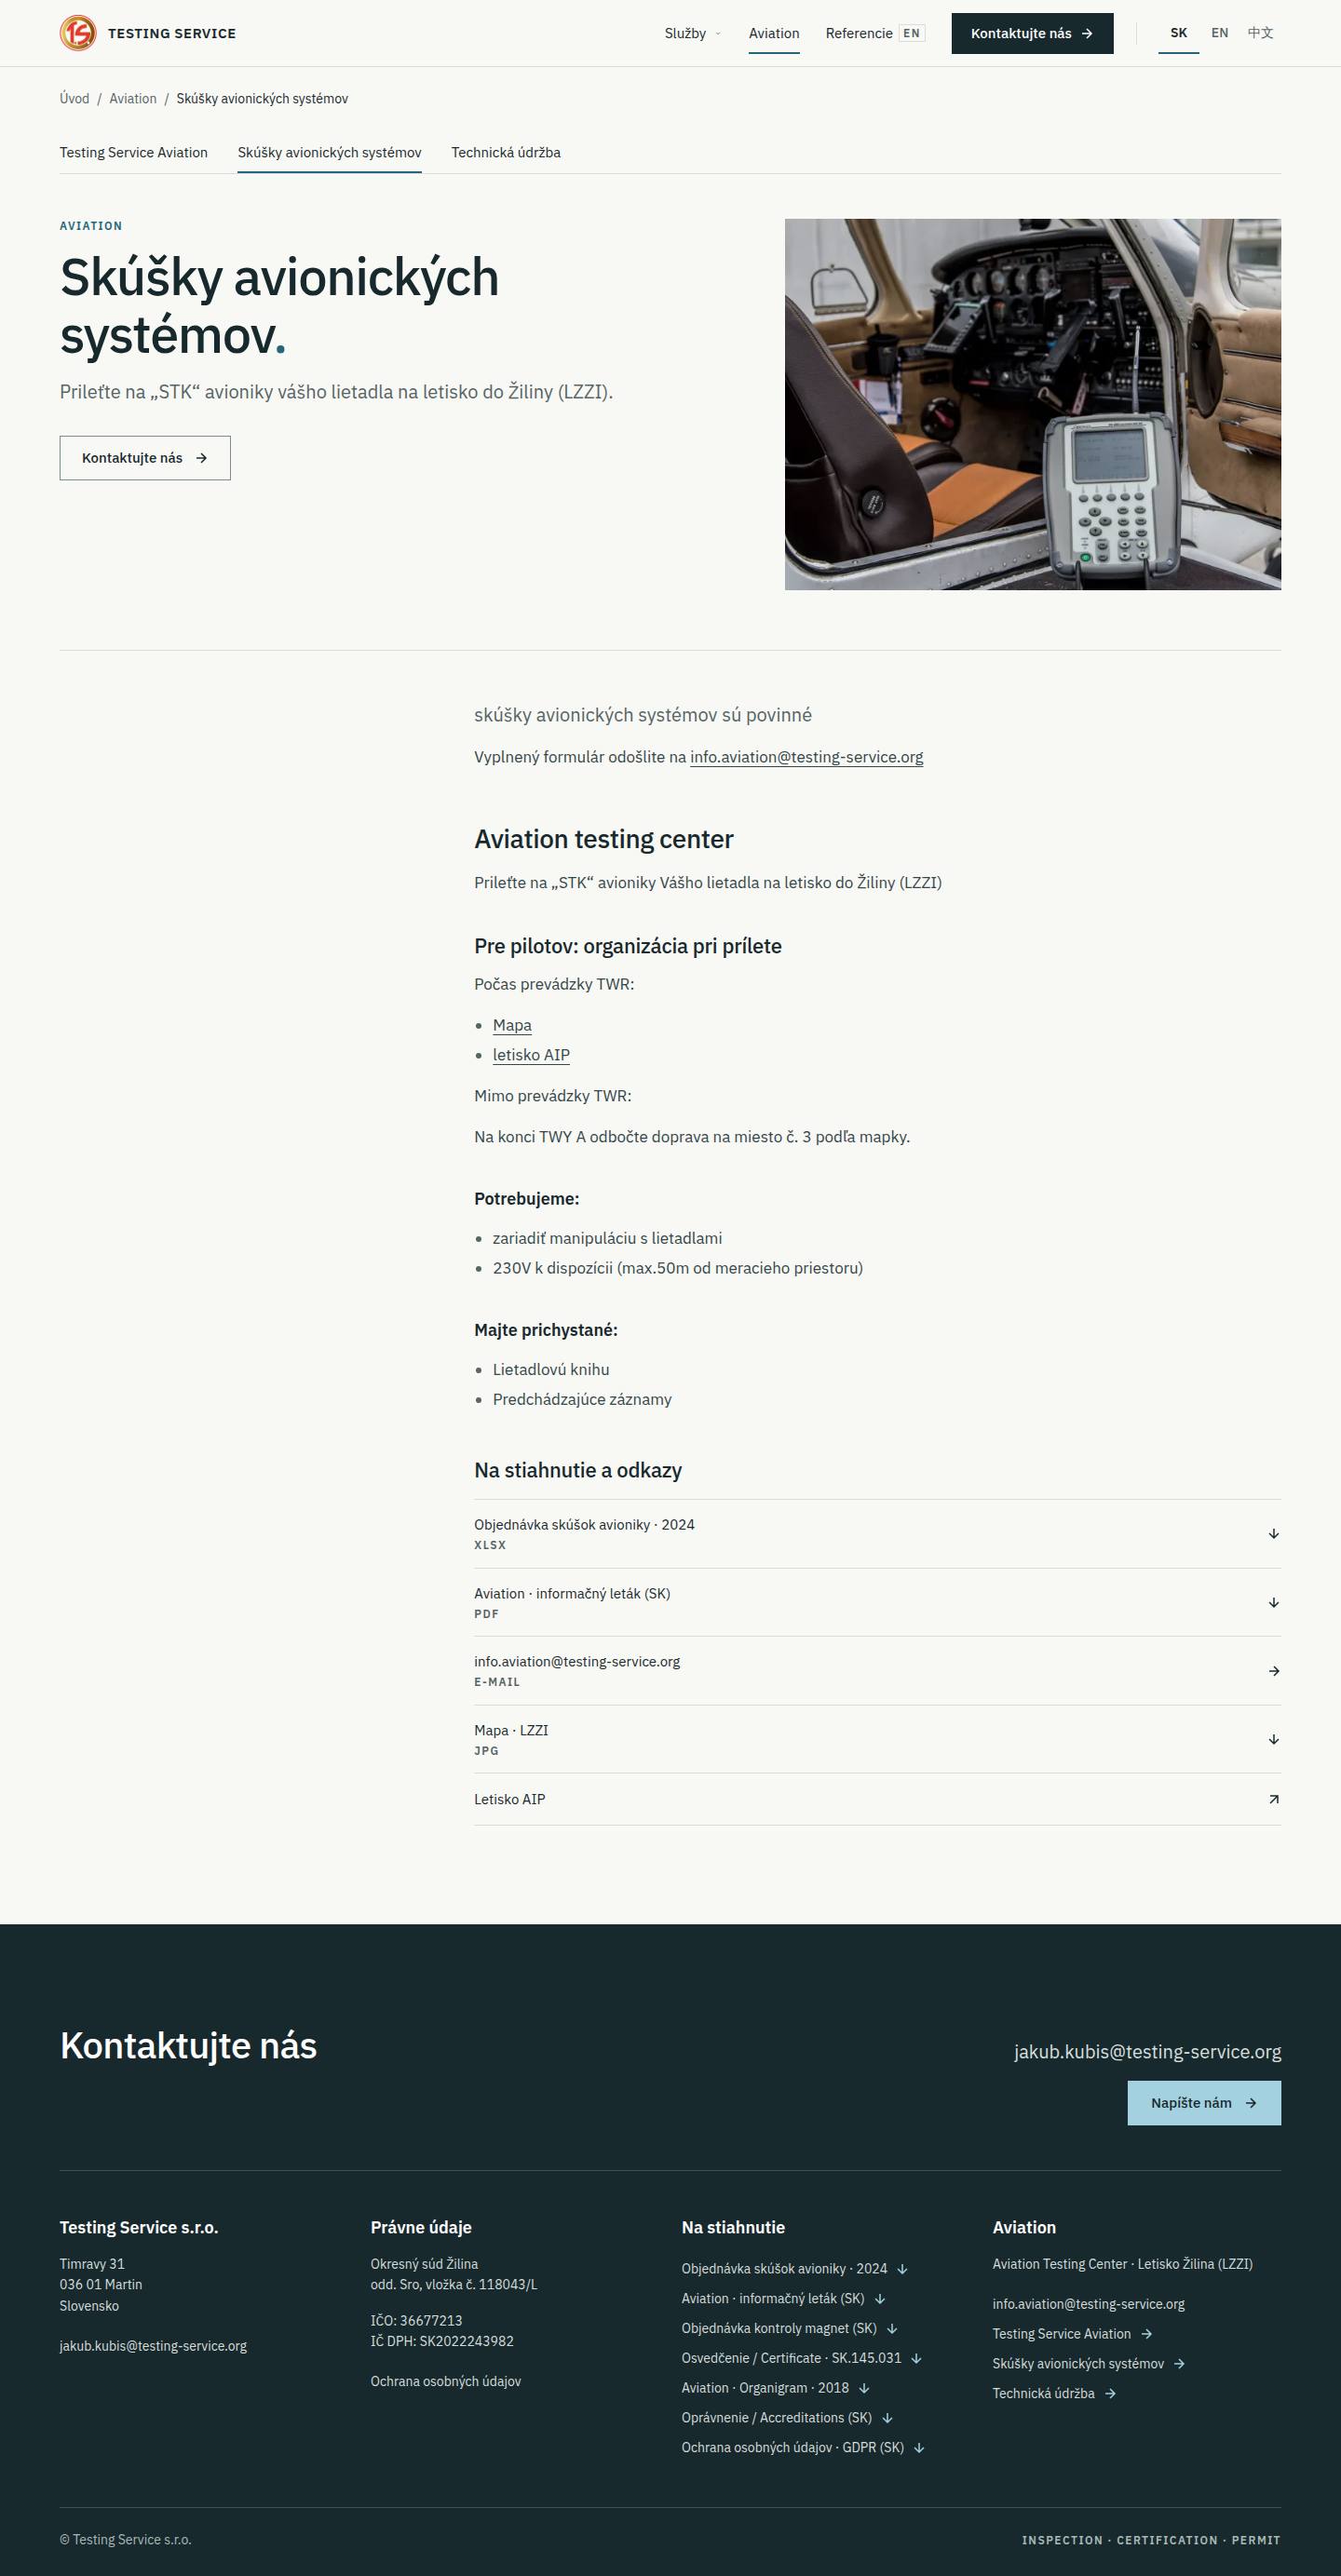 TESTING SERVICE
Služby
Aviation
Referencie EN
Kontaktujte nás →
SK
EN
中文
Úvod / Aviation / Skúšky avionických systémov
Testing Service Aviation
Skúšky avionických systémov
Technická údržba
AVIATION
Skúšky avionických
systémov.
Prileťte na „STK“ avioniky vášho lietadla na letisko do Žiliny (LZZI).
Kontaktujte nás →
skúšky avionických systémov sú povinné
Vyplnený formulár odošlite na info.aviation@testing-service.org
Aviation testing center
Prileťte na „STK“ avioniky Vášho lietadla na letisko do Žiliny (LZZI)
Pre pilotov: organizácia pri prílete
Počas prevádzky TWR:
• Mapa
• letisko AIP
Mimo prevádzky TWR:
Na konci TWY A odbočte doprava na miesto č. 3 podľa mapky.
Potrebujeme:
• zariadiť manipuláciu s lietadlami
• 230V k dispozícii (max.50m od meracieho priestoru)
Majte prichystané:
• Lietadlovú knihu
• Predchádzajúce záznamy
Na stiahnutie a odkazy
Objednávka skúšok avioniky · 2024 ↓
XLSX
Aviation · informačný leták (SK) ↓
PDF
info.aviation@testing-service.org →
E-MAIL
Mapa · LZZI ↓
JPG
Letisko AIP ↗
Kontaktujte nás
jakub.kubis@testing-service.org
Napíšte nám →
Testing Service s.r.o.
Timravy 31
036 01 Martin
Slovensko
jakub.kubis@testing-service.org
Právne údaje
Okresný súd Žilina
odd. Sro, vložka č. 118043/L
IČO: 36677213
IČ DPH: SK2022243982
Ochrana osobných údajov
Na stiahnutie
Objednávka skúšok avioniky · 2024 ↓
Aviation · informačný leták (SK) ↓
Objednávka kontroly magnet (SK) ↓
Osvedčenie / Certificate · SK.145.031 ↓
Aviation · Organigram · 2018 ↓
Oprávnenie / Accreditations (SK) ↓
Ochrana osobných údajov · GDPR (SK) ↓
Aviation
Aviation Testing Center · Letisko Žilina (LZZI)
info.aviation@testing-service.org
Testing Service Aviation →
Skúšky avionických systémov →
Technická údržba →
© Testing Service s.r.o.
INSPECTION · CERTIFICATION · PERMIT